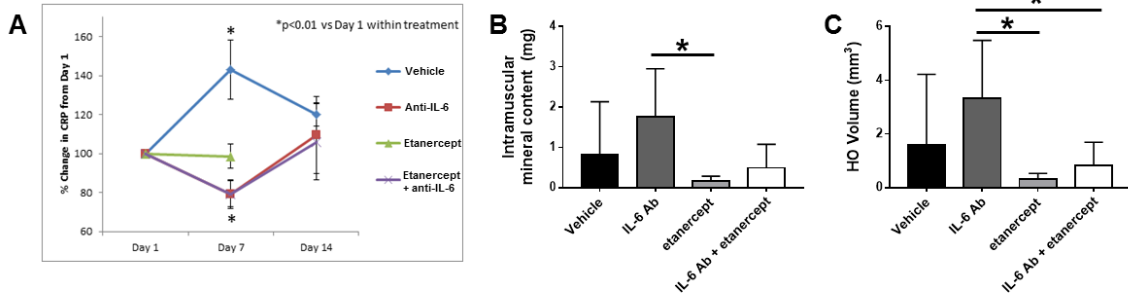 A
*p<0.01 vs Day 1 within treatment
% Change in CRP from Day 1
160
140
120
100
80
60
*
*
Day 1
Day 7
Day 14
Vehicle
Anti-IL-6
Etanercept
Etanercept
+ anti-IL-6
B
Intramuscular
mineral content (mg)
4
3
2
1
0
*
Vehicle
IL-6 Ab
etanercept
IL-6 Ab + etanercept
C
HO Volume (mm³)
6
4
2
0
*
*
Vehicle
IL-6 Ab
etanercept
IL-6 Ab + etanercept